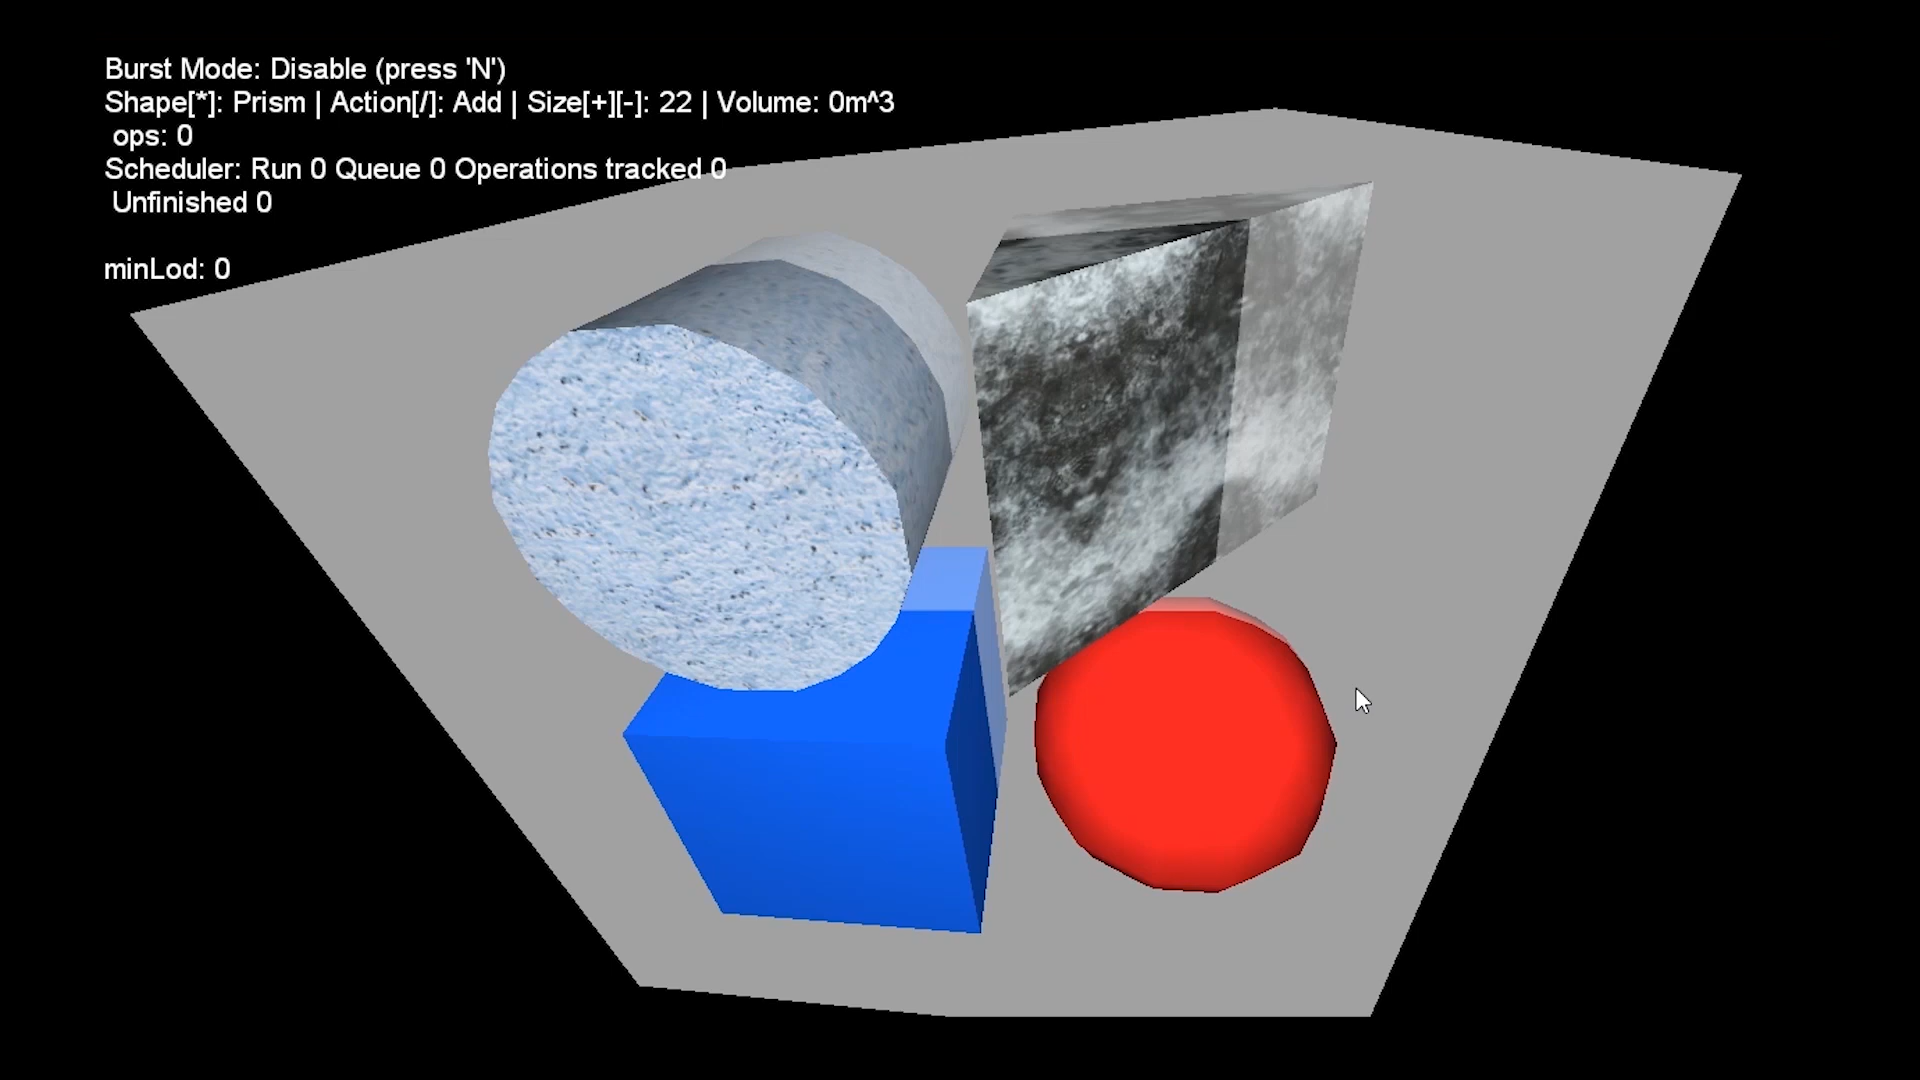 Burst Mode: Disable (press 'N')
Shape[*]: Prism | Action[/]: Add | Size[+][-]: 22 | Volume: 0m^3
ops: 0
Scheduler: Run 0 Queue 0 Operations tracked 0
Unfinished 0
minLod: 0